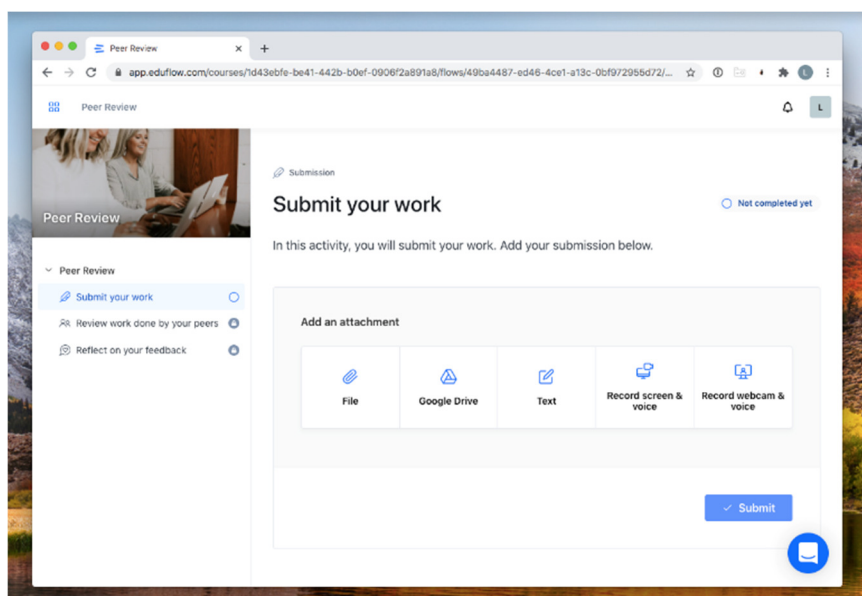 Peer Review
app.eduflow.com/courses/1d43ebfe-be41-442b-b0ef-0906f2a891a8/flows/49ba4487-ed46-4ce1-a13c-0bf972955d72/...
Peer Review
L
Peer Review
Peer Review
Submit your work
Review work done by your peers
Reflect on your feedback
Submission
Submit your work
Not completed yet
In this activity, you will submit your work. Add your submission below.
Add an attachment
File
Google Drive
Text
Record screen &
voice
Record webcam &
voice
Submit